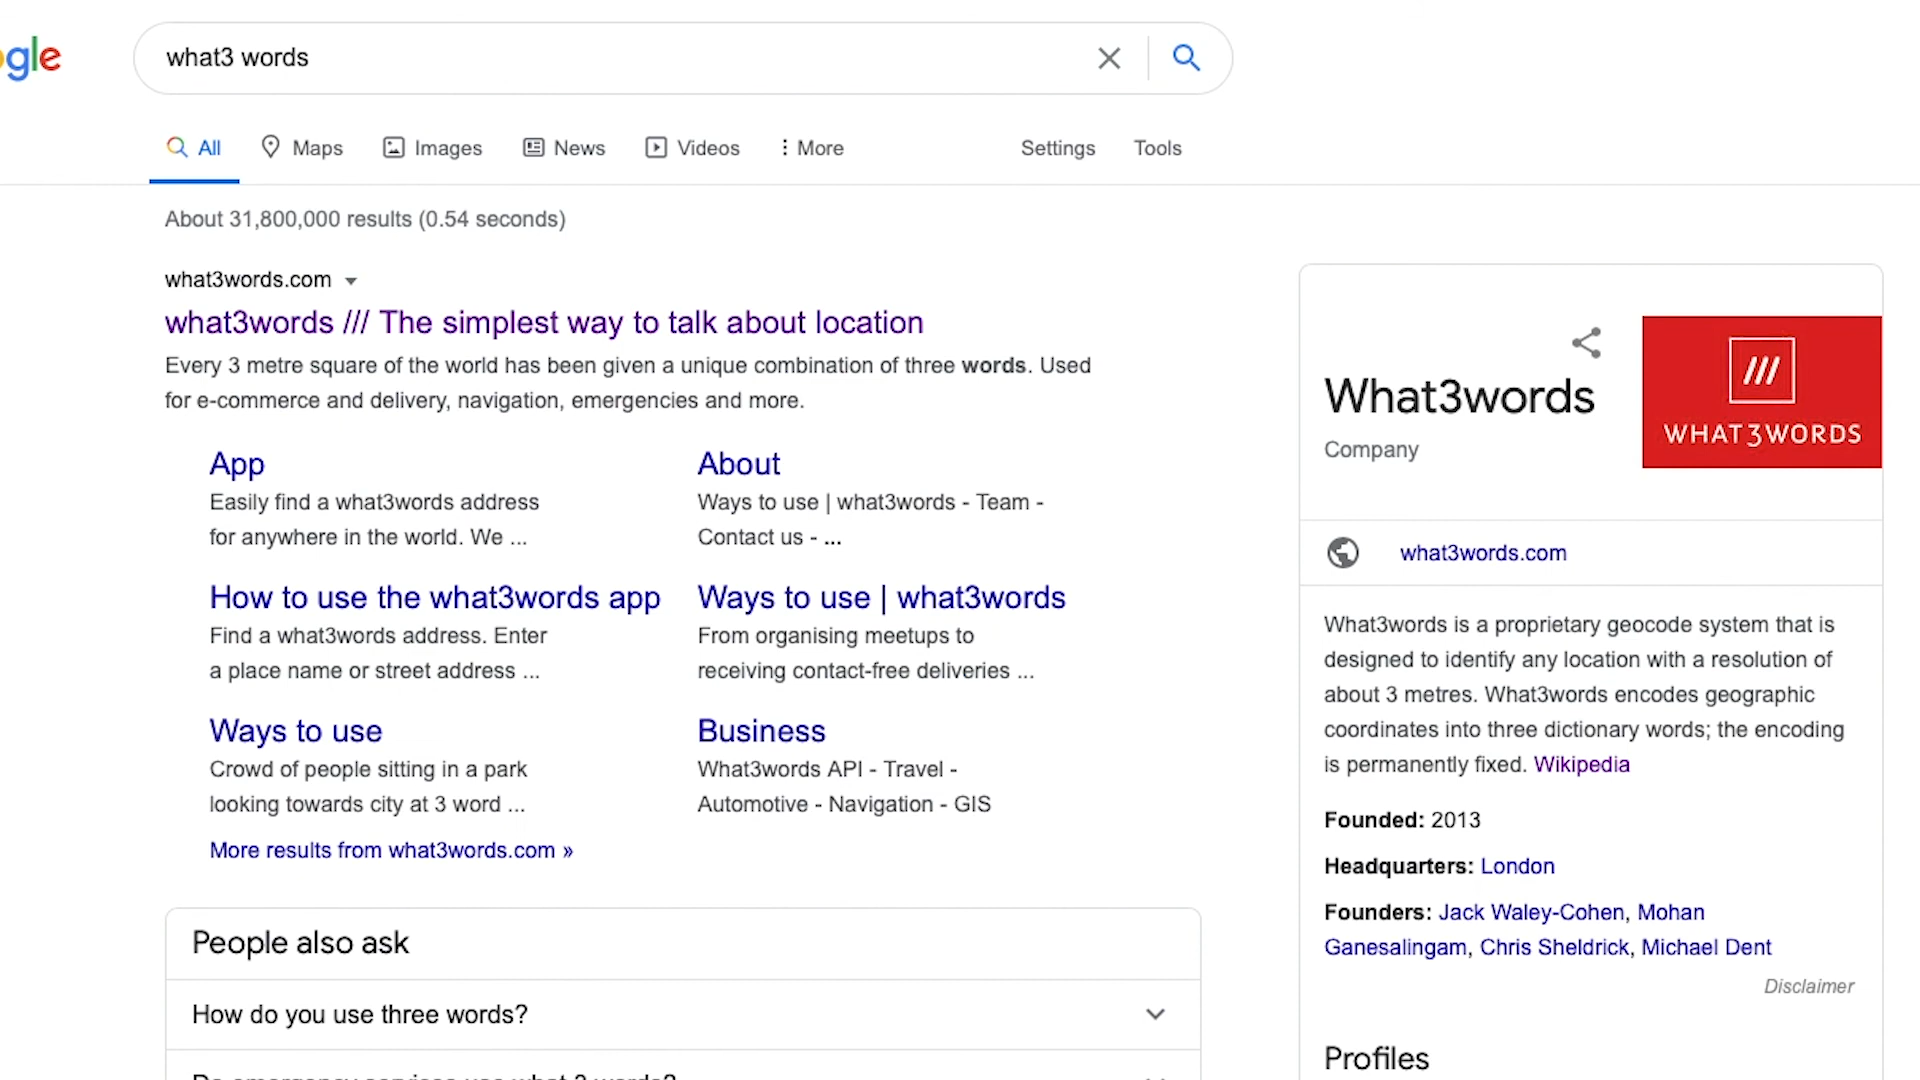 gle
what3 words
All Maps Images News Videos More Settings Tools
About 31,800,000 results (0.54 seconds)
what3words.com
what3words /// The simplest way to talk about location
Every 3 metre square of the world has been given a unique combination of three words. Used
for e-commerce and delivery, navigation, emergencies and more.
App
Easily find a what3words address
for anywhere in the world. We ...
About
Ways to use | what3words - Team -
Contact us - ...
How to use the what3words app
Find a what3words address. Enter
a place name or street address ...
Ways to use | what3words
From organising meetups to
receiving contact-free deliveries ...
Ways to use
Crowd of people sitting in a park
looking towards city at 3 word ...
Business
What3words API - Travel -
Automotive - Navigation - GIS
More results from what3words.com »
People also ask
How do you use three words?
Do emergency services use what 3 words?
What3words
Company
///
WHAT3WORDS
what3words.com
What3words is a proprietary geocode system that is
designed to identify any location with a resolution of
about 3 metres. What3words encodes geographic
coordinates into three dictionary words; the encoding
is permanently fixed. Wikipedia
Founded: 2013
Headquarters: London
Founders: Jack Waley-Cohen, Mohan
Ganesalingam, Chris Sheldrick, Michael Dent
Disclaimer
Profiles